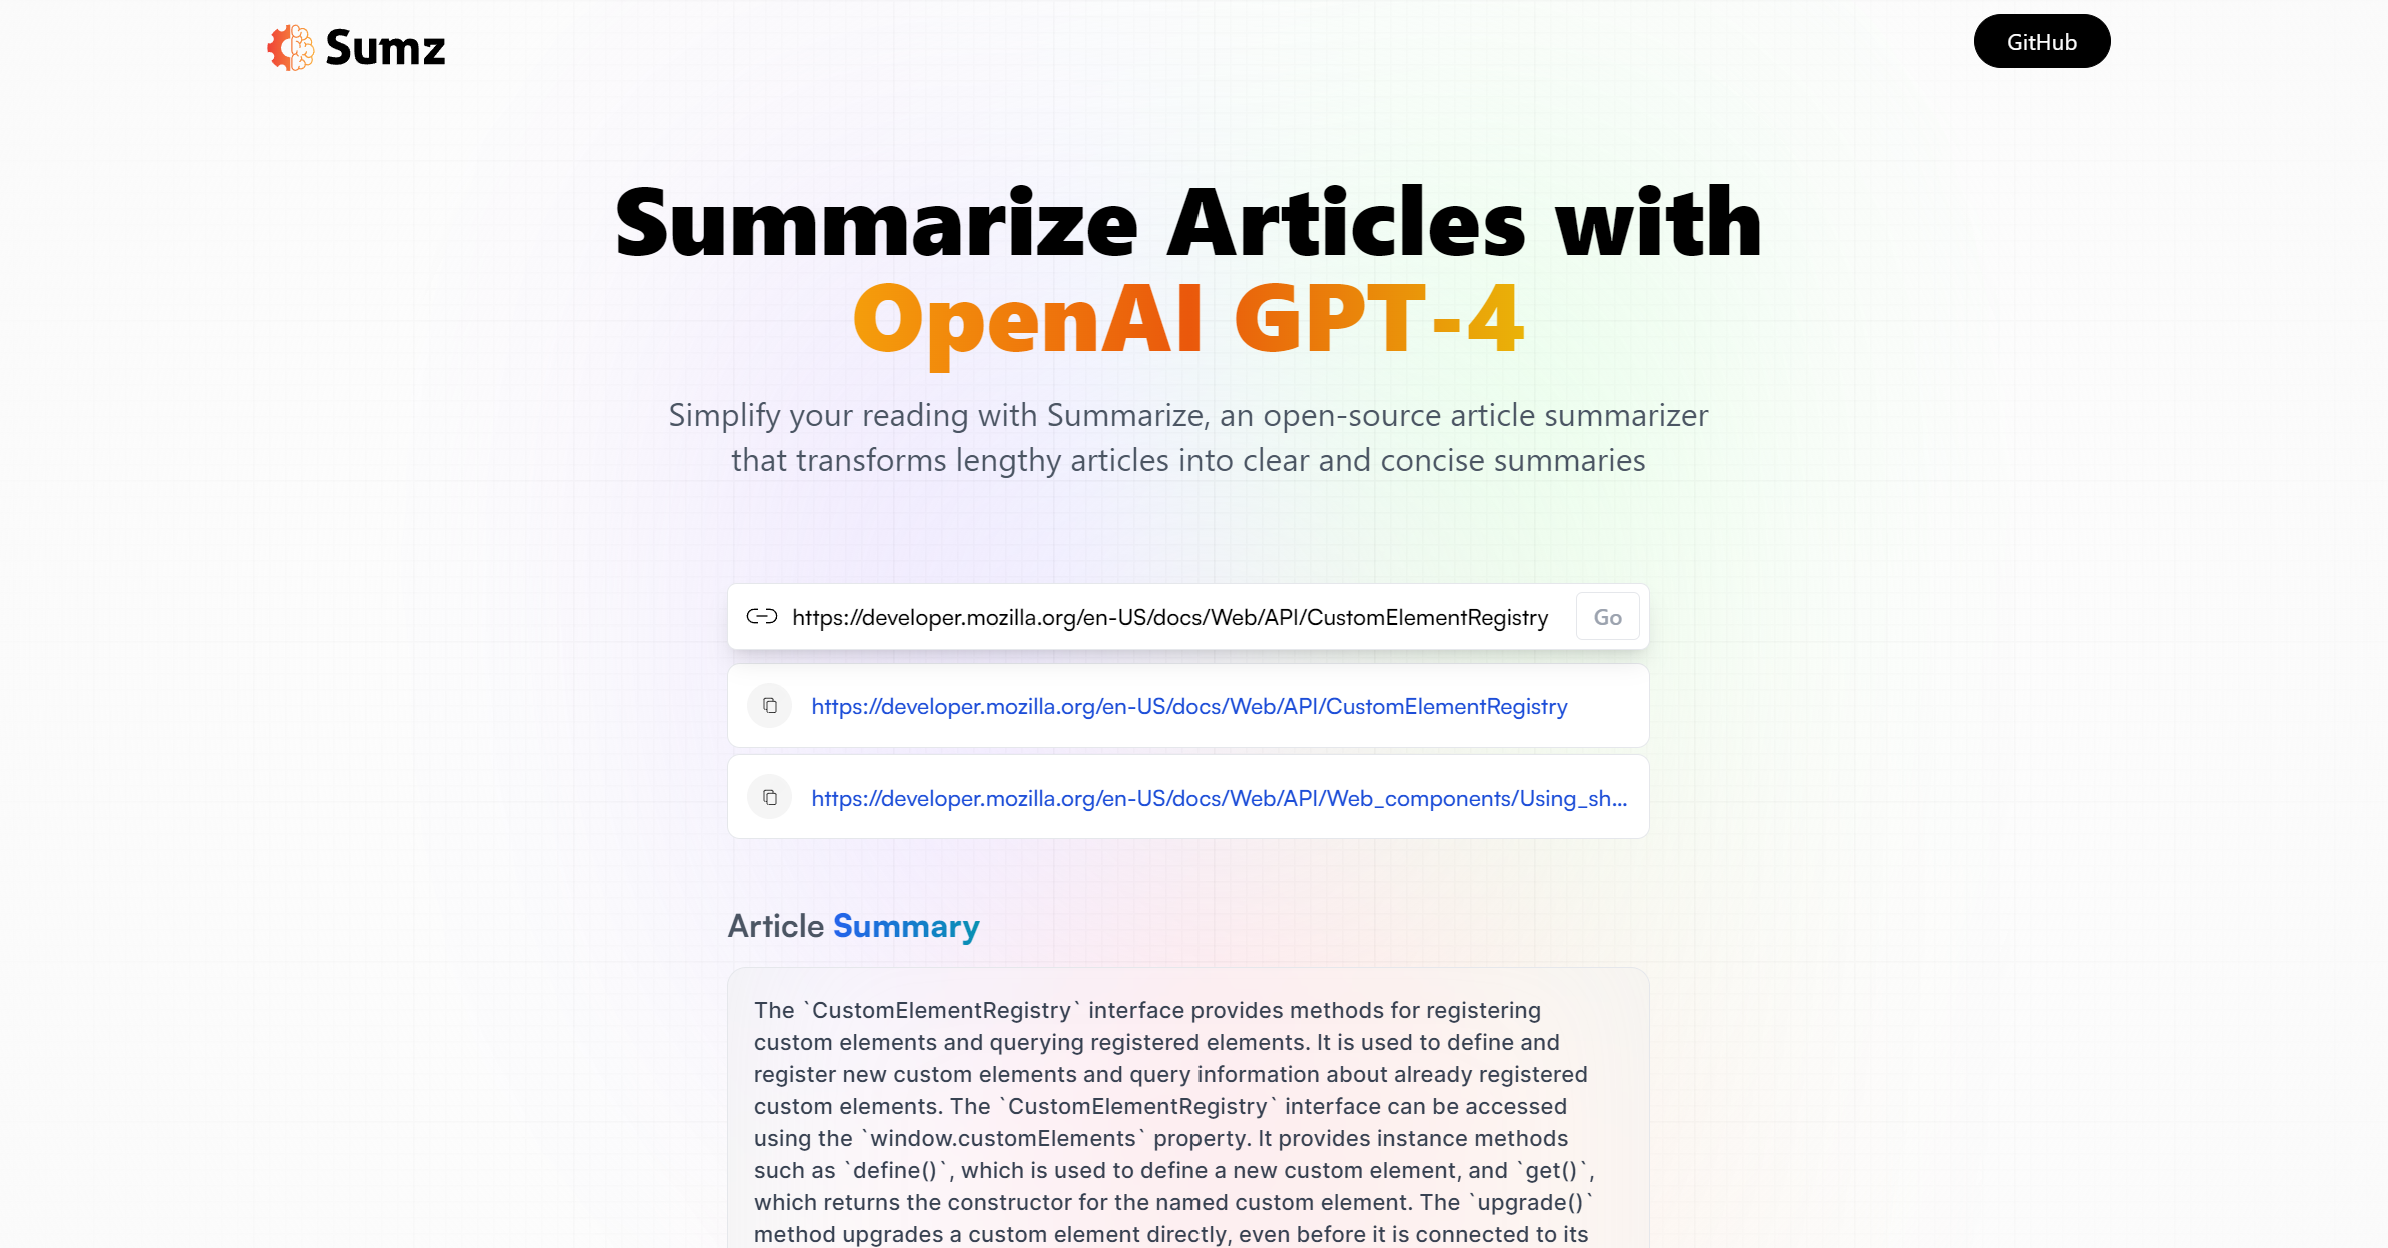 Sumz
GitHub
Summarize Articles with
OpenAI GPT-4
Simplify your reading with Summarize, an open-source article summarizer
that transforms lengthy articles into clear and concise summaries
https://developer.mozilla.org/en-US/docs/Web/API/CustomElementRegistry
Go
https://developer.mozilla.org/en-US/docs/Web/API/CustomElementRegistry
https://developer.mozilla.org/en-US/docs/Web/API/Web_components/Using_sh...
Article Summary
The `CustomElementRegistry` interface provides methods for registering
custom elements and querying registered elements. It is used to define and
register new custom elements and query information about already registered
custom elements. The `CustomElementRegistry` interface can be accessed
using the `window.customElements` property. It provides instance methods
such as `define()`, which is used to define a new custom element, and `get()`,
which returns the constructor for the named custom element. The `upgrade()`
method upgrades a custom element directly, even before it is connected to its